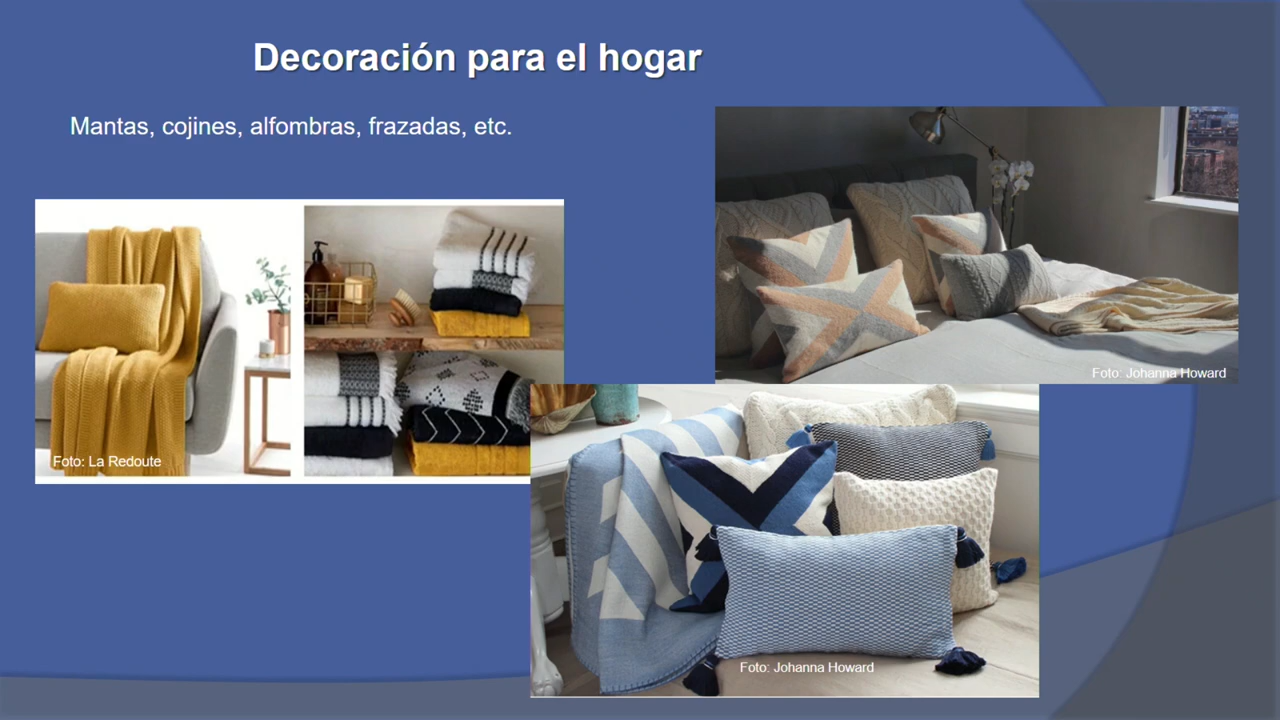 Decoración para el hogar
Mantas, cojines, alfombras, frazadas, etc.
Foto: La Redoute
Foto: Johanna Howard
Foto: Johanna Howard